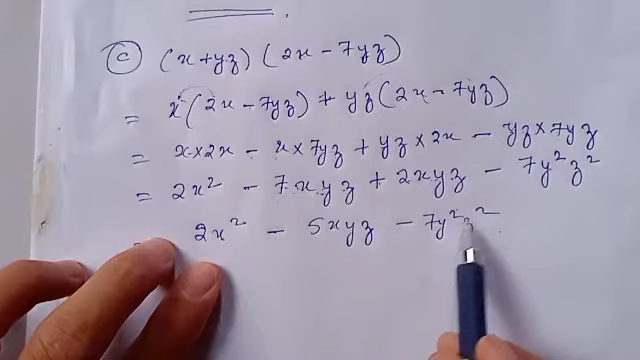 (c) (x+yz) (2x - 7yz)
= x(2x - 7yz) + yz(2x - 7yz)
= x×2x - x×7yz + yz×2x - yz×7yz
= 2x² - 7xyz + 2xyz - 7y²z²
= 2x² - 5xyz - 7y²z²